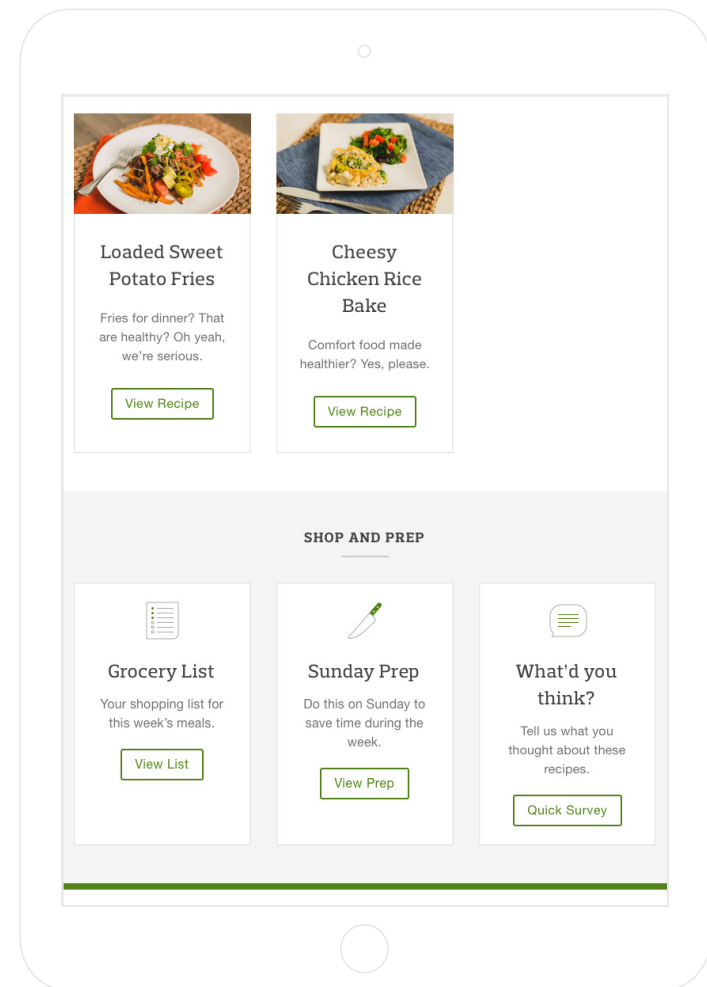 Loaded Sweet
Potato Fries
Fries for dinner? That
are healthy? Oh yeah,
we're serious.
View Recipe
Cheesy
Chicken Rice
Bake
Comfort food made
healthier? Yes, please.
View Recipe
SHOP AND PREP
Grocery List
Your shopping list for
this week's meals.
View List
Sunday Prep
Do this on Sunday to
save time during the
week.
View Prep
What'd you
think?
Tell us what you
thought about these
recipes.
Quick Survey